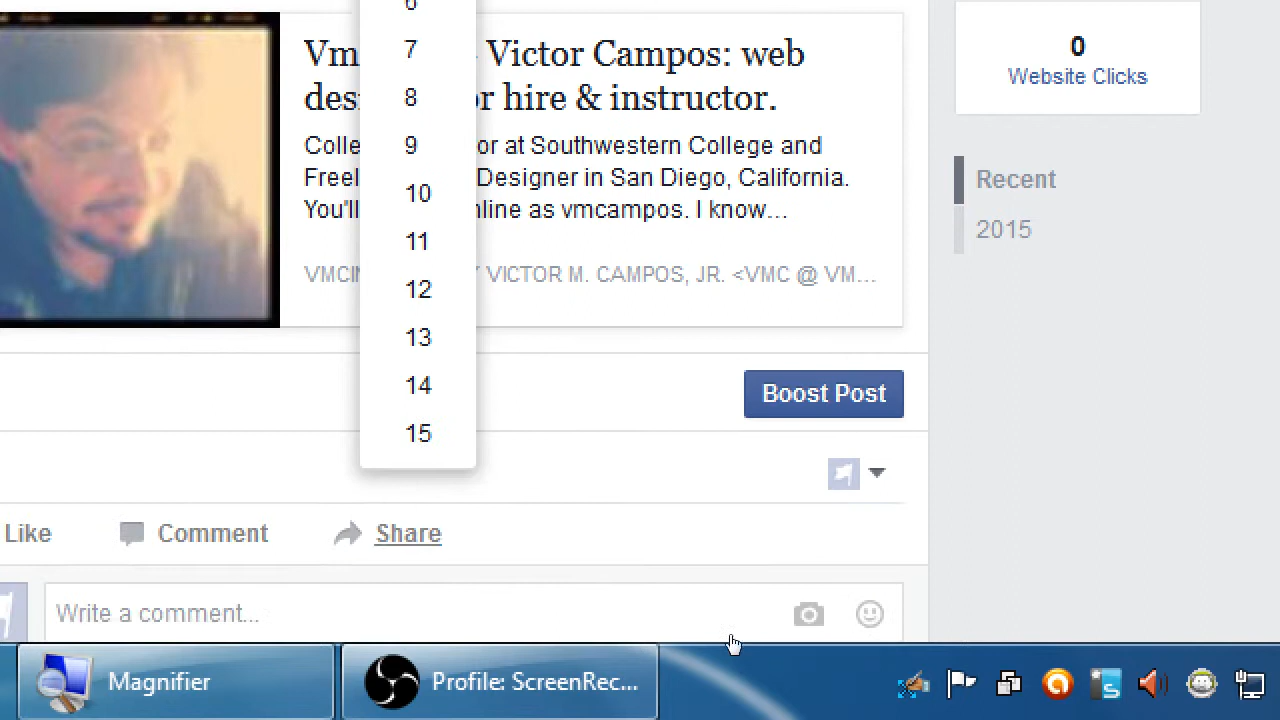 6
7
8
9
10
11
12
13
14
15
Vm Victor Campos: web
des or hire & instructor.
Colle or at Southwestern College and
Freel Designer in San Diego, California.
You'll nline as vmcampos. I know...
VMCIN Y VICTOR M. CAMPOS, JR. <VMC @ VM...
0
Website Clicks
Recent
2015
Boost Post
Like Comment Share
Write a comment...
Magnifier Profile: ScreenRec...